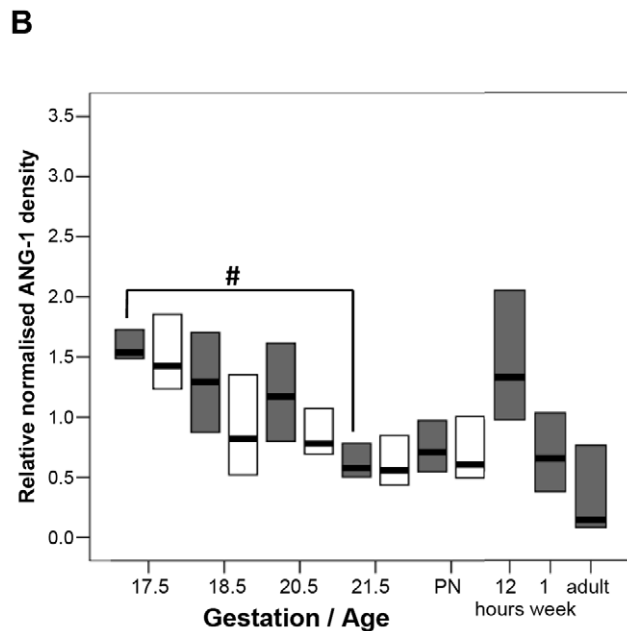 B
Relative normalised ANG-1 density
3.5
3.0
2.5
2.0
1.5
1.0
0.5
0.0
#
17.5 18.5 20.5 21.5 PN 12 1 adult
hours week
Gestation / Age